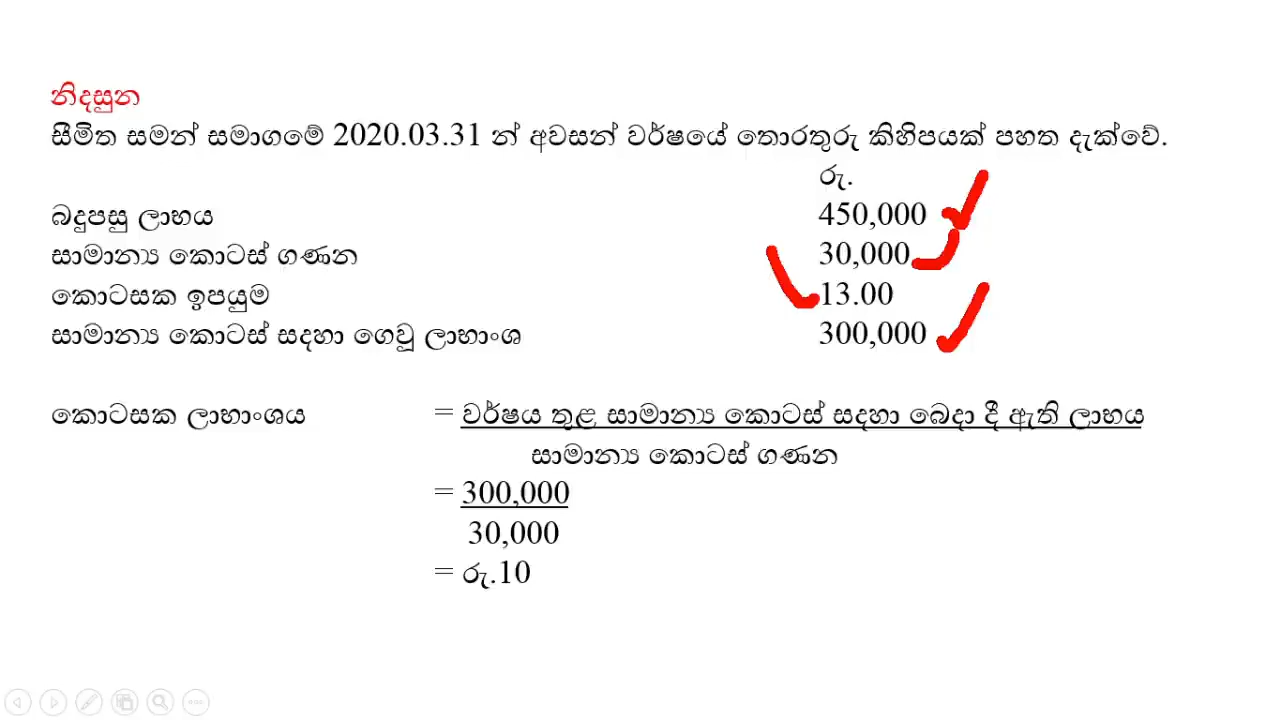 නිදසුන
සීමිත සමන් සමාගමේ 2020.03.31 න් අවසන් වර්ෂයේ තොරතුරු කිහිපයක් පහත දැක්වේ.
රු.
බදුපසු ලාභය 450,000
සාමාන්‍ය කොටස් ගණන 30,000
කොටසක ඉපයුම 13.00
සාමාන්‍ය කොටස් සදහා ගෙවූ ලාභාංශ 300,000
කොටසක ලාභාංශය = වර්ෂය තුළ සාමාන්‍ය කොටස් සදහා බෙදා දී ඇති ලාභය
සාමාන්‍ය කොටස් ගණන
= 300,000
30,000
= රු.10